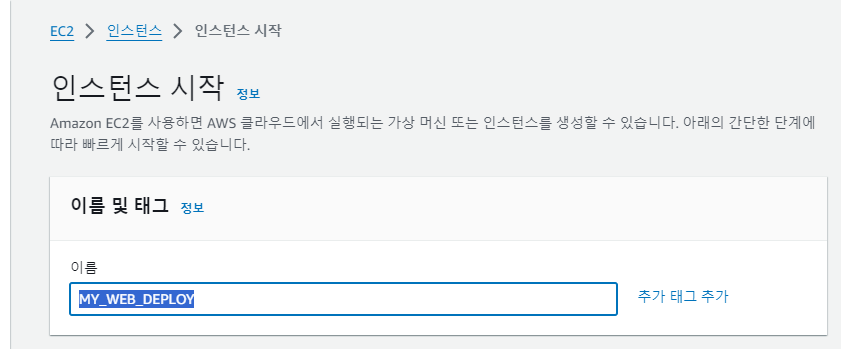 EC2 > 인스턴스 > 인스턴스 시작
인스턴스 시작 정보
Amazon EC2를 사용하면 AWS 클라우드에서 실행되는 가상 머신 또는 인스턴스를 생성할 수 있습니다. 아래의 간단한 단계에
따라 빠르게 시작할 수 있습니다.
이름 및 태그 정보
이름
MY_WEB_DEPLOY 추가 태그 추가